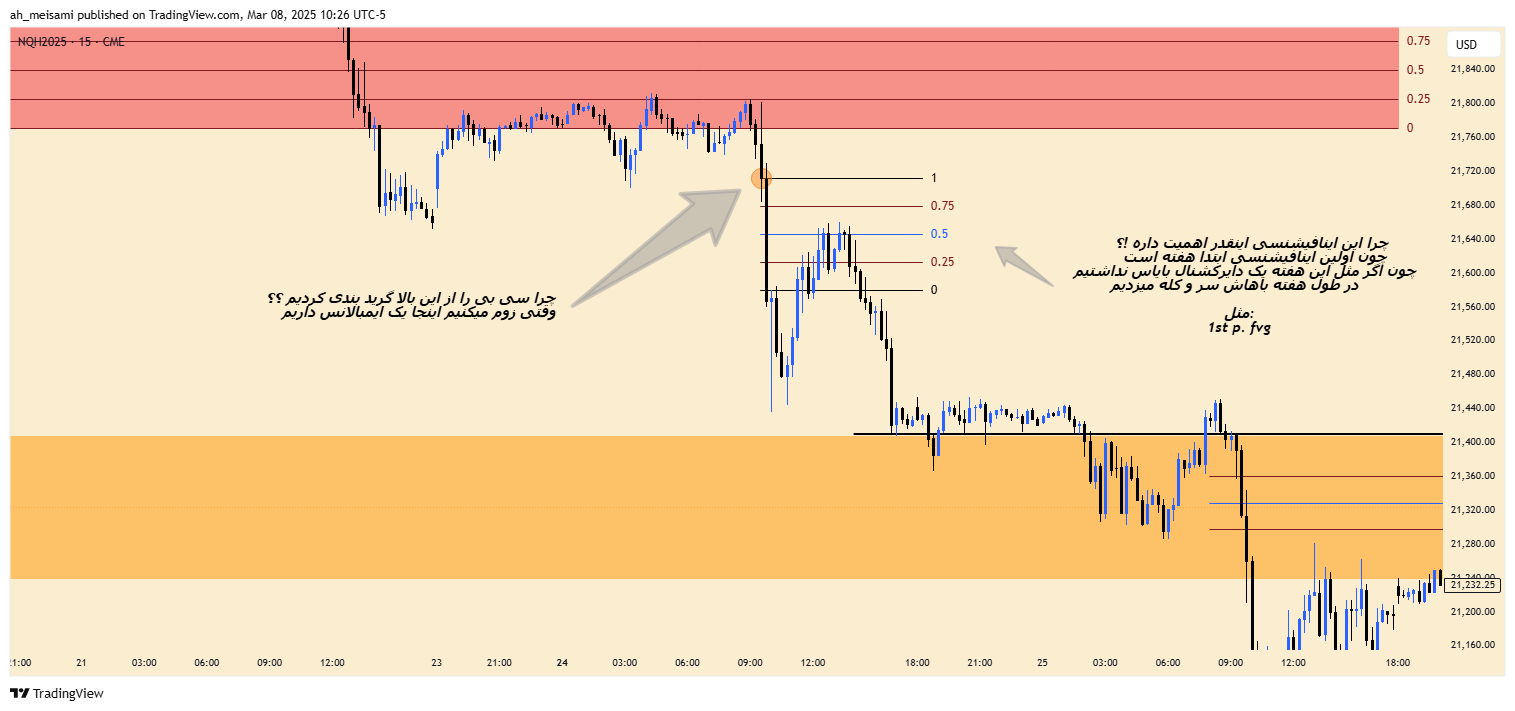 ah_meisami published on TradingView.com, Mar 08, 2025 10:26 UTC-5
NQH2025 · 15 · CME
USD
0.75
0.5
0.25
0
1
0.75
0.5
0.25
0
چرا این اینافیشنسی اینقدر اهمیت داره !؟
چون اولین اینافیشنسی ابتدا هفته است
چون اگر مثل این هفته یک دایرکشنال بایاس نداشتیم
در طول هفته باهاش سر و کله میزدیم
مثل:
1st p. fvg
چرا سی بی را از این بالا گرید بندی کردیم ؟؟
وقتی زوم میکنیم اینجا یک ایمبالانس داریم
21,840.00
21,800.00
21,760.00
21,720.00
21,680.00
21,640.00
21,600.00
21,560.00
21,520.00
21,480.00
21,440.00
21,400.00
21,360.00
21,320.00
21,280.00
21,240.00
21,232.25
21,200.00
21,160.00
1:00 21 03:00 06:00 09:00 12:00 23 21:00 24 03:00 06:00 09:00 12:00 18:00 21:00 25 03:00 06:00 09:00 12:00 18:00
TradingView